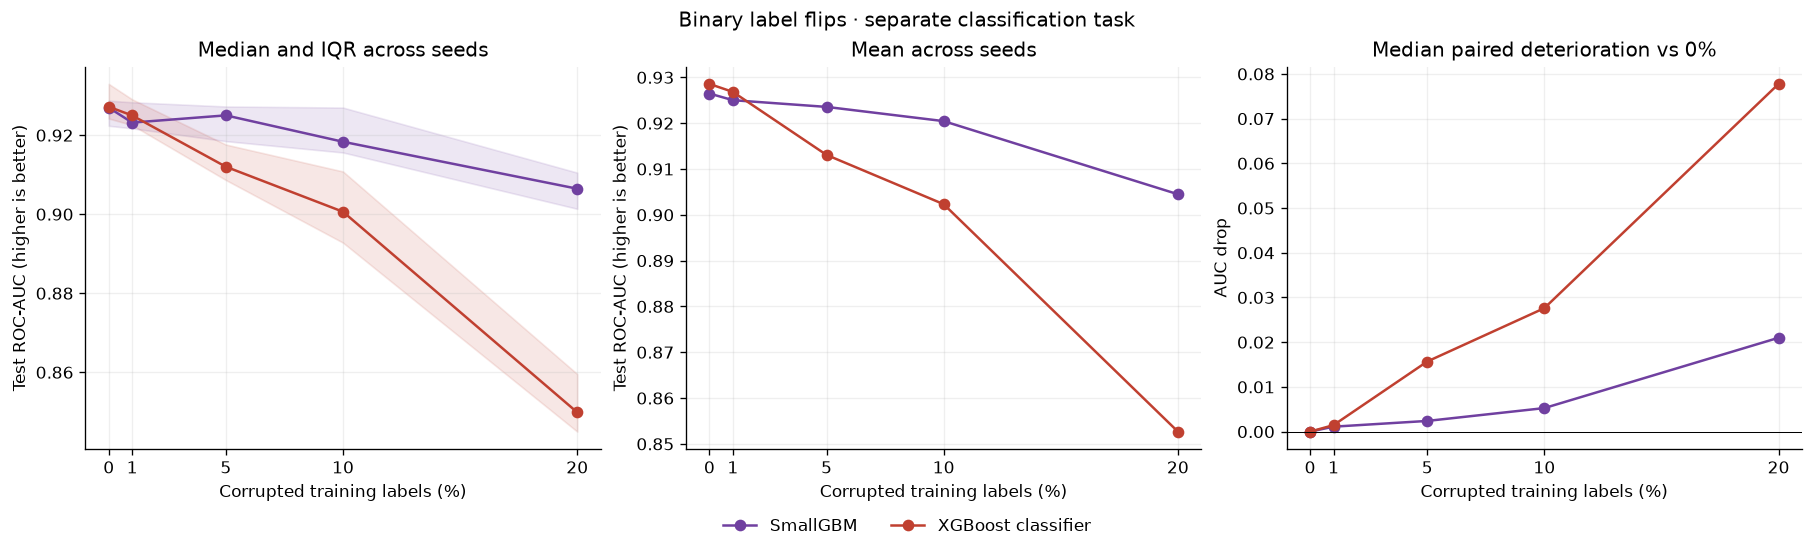 Binary label flips · separate classification task
Median and IQR across seeds
Test ROC-AUC (higher is better)
0.92
0.90
0.88
0.86
0 1 5 10 20
Corrupted training labels (%)
Mean across seeds
Test ROC-AUC (higher is better)
0.93
0.92
0.91
0.90
0.89
0.88
0.87
0.86
0.85
0 1 5 10 20
Corrupted training labels (%)
Median paired deterioration vs 0%
AUC drop
0.08
0.07
0.06
0.05
0.04
0.03
0.02
0.01
0.00
0 1 5 10 20
Corrupted training labels (%)
SmallGBM XGBoost classifier